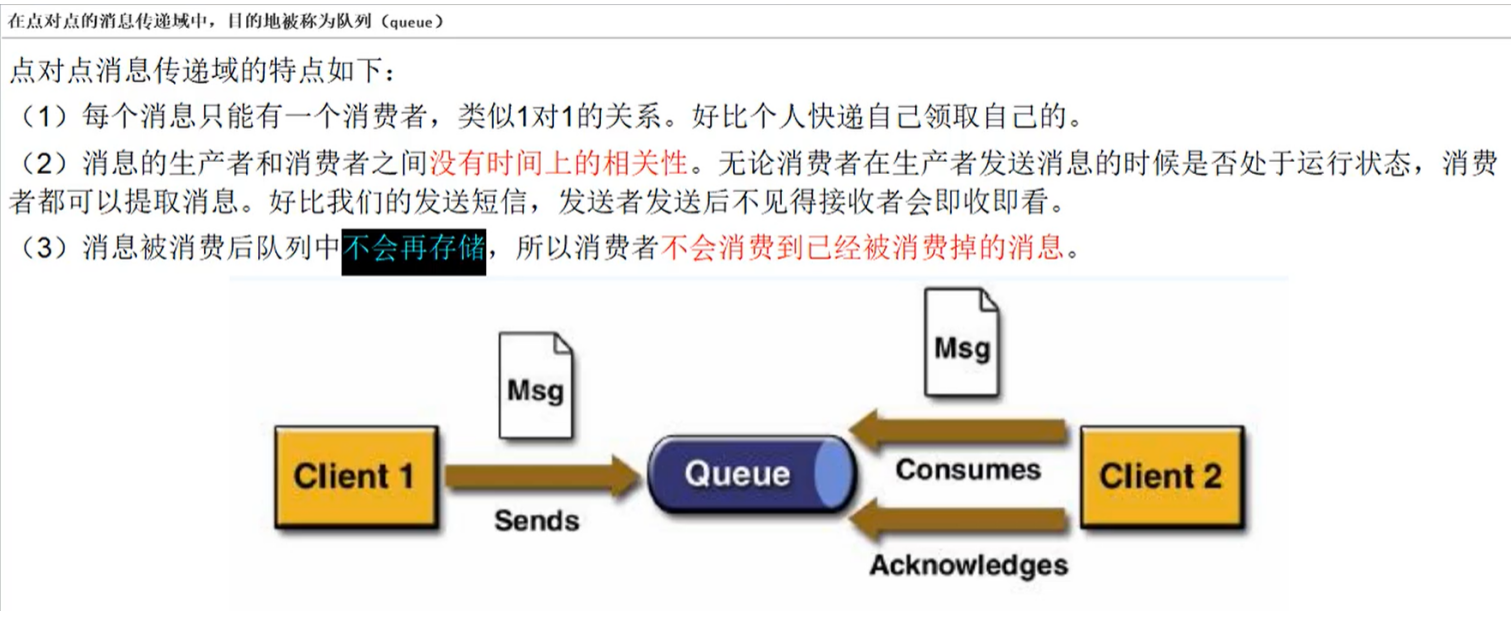 在点对点的消息传递域中，目的地被称为队列（queue）
点对点消息传递域的特点如下：
（1）每个消息只能有一个消费者，类似1对1的关系。好比个人快递自己领取自己的。
（2）消息的生产者和消费者之间没有时间上的相关性。无论消费者在生产者发送消息的时候是否处于运行状态，消费
者都可以提取消息。好比我们的发送短信，发送者发送后不见得接收者会即收即看。
（3）消息被消费后队列中不会再存储，所以消费者不会消费到已经被消费掉的消息。
Msg
Msg
Client 1
Sends
Queue
Consumes
Acknowledges
Client 2